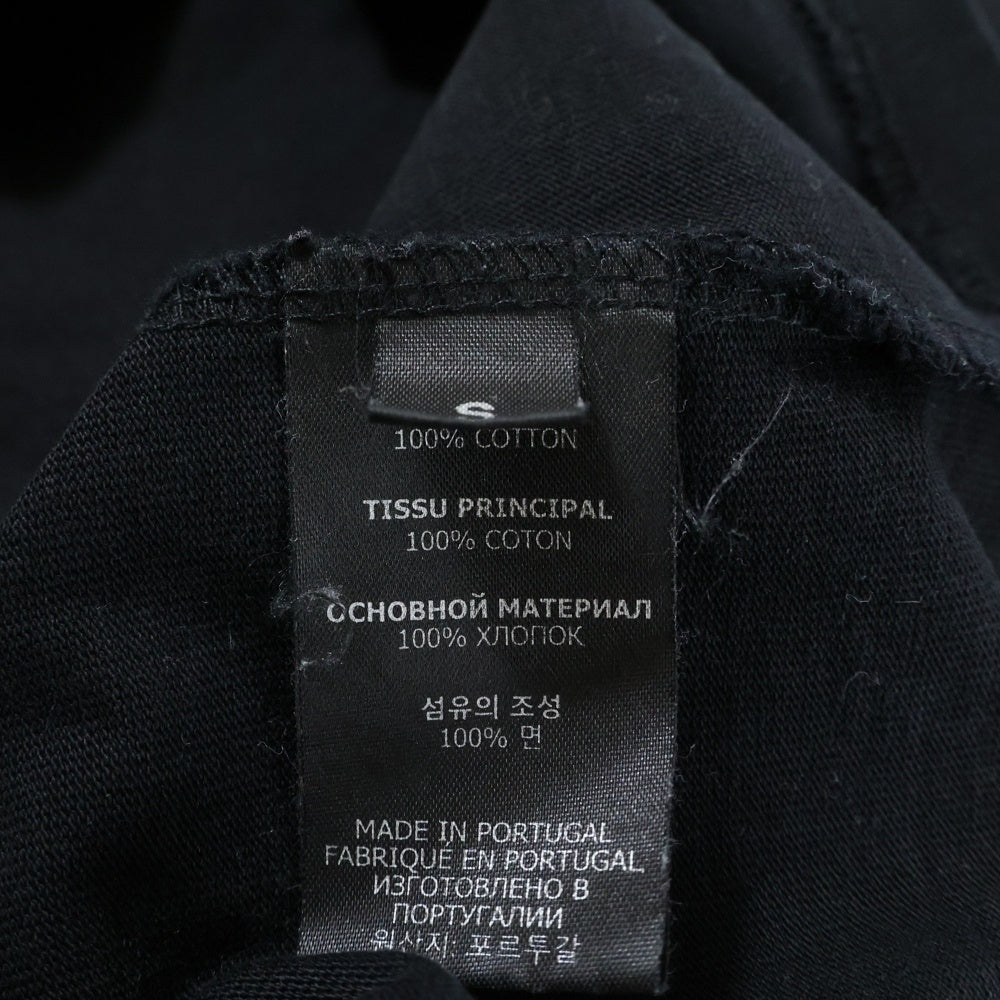 S
100% COTTON
TISSU PRINCIPAL
100% COTON
ОСНОВНОЙ МАТЕРИАЛ
100% ХЛОПОК
섬유의 조성
100% 면
MADE IN PORTUGAL
FABRIQUE EN PORTUGAL
ИЗГОТОВЛЕНО В
ПОРТУГАЛИИ
원산지: 포르투갈